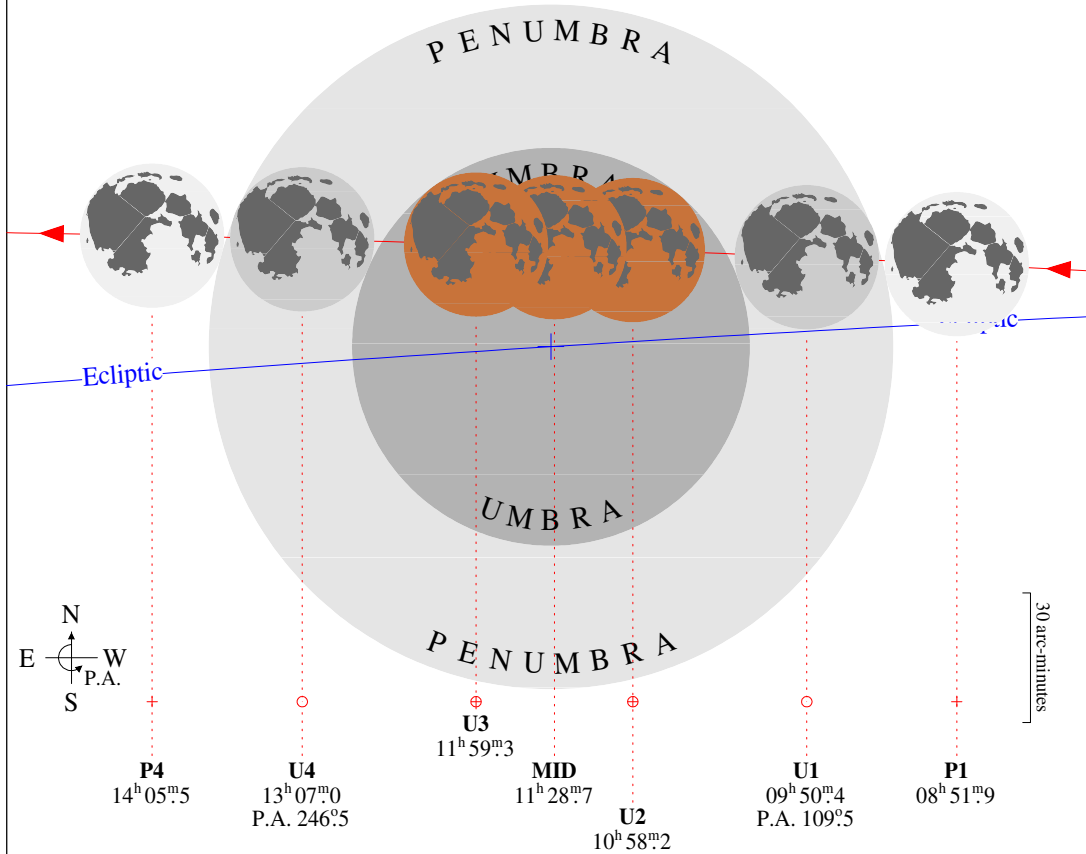 PENUMBRA
UMBRA
Ecliptic
UMBRA
PENUMBRA
N
E W
P.A.
S
30 arc-minutes
U3
11ʰ 59ᵐ.3
P4
14ʰ 05ᵐ.5
U4
13ʰ 07ᵐ.0
P.A. 246°.5
MID
11ʰ 28ᵐ.7
U2
10ʰ 58ᵐ.2
U1
09ʰ 50ᵐ.4
P.A. 109°.5
P1
08ʰ 51ᵐ.9